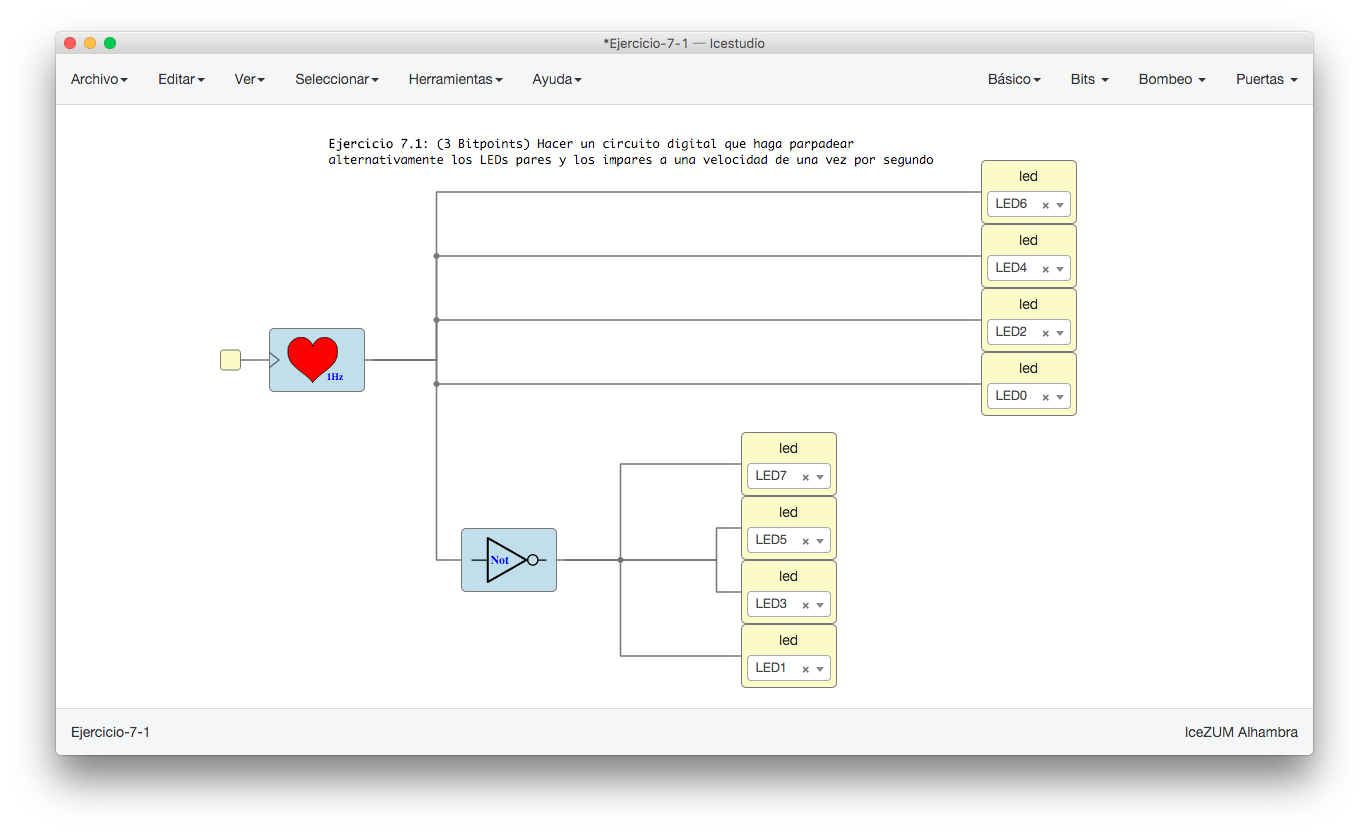 *Ejercicio-7-1 — Icestudio
Archivo Editar Ver Seleccionar Herramientas Ayuda Básico Bits Bombeo Puertas
Ejercicio 7.1: (3 Bitpoints) Hacer un circuito digital que haga parpadear
alternativamente los LEDs pares y los impares a una velocidad de una vez por segundo
led
LED6
led
LED4
led
LED2
led
LED0
1Hz
led
LED7
led
LED5
led
LED3
led
LED1
Not
Ejercicio-7-1 IceZUM Alhambra